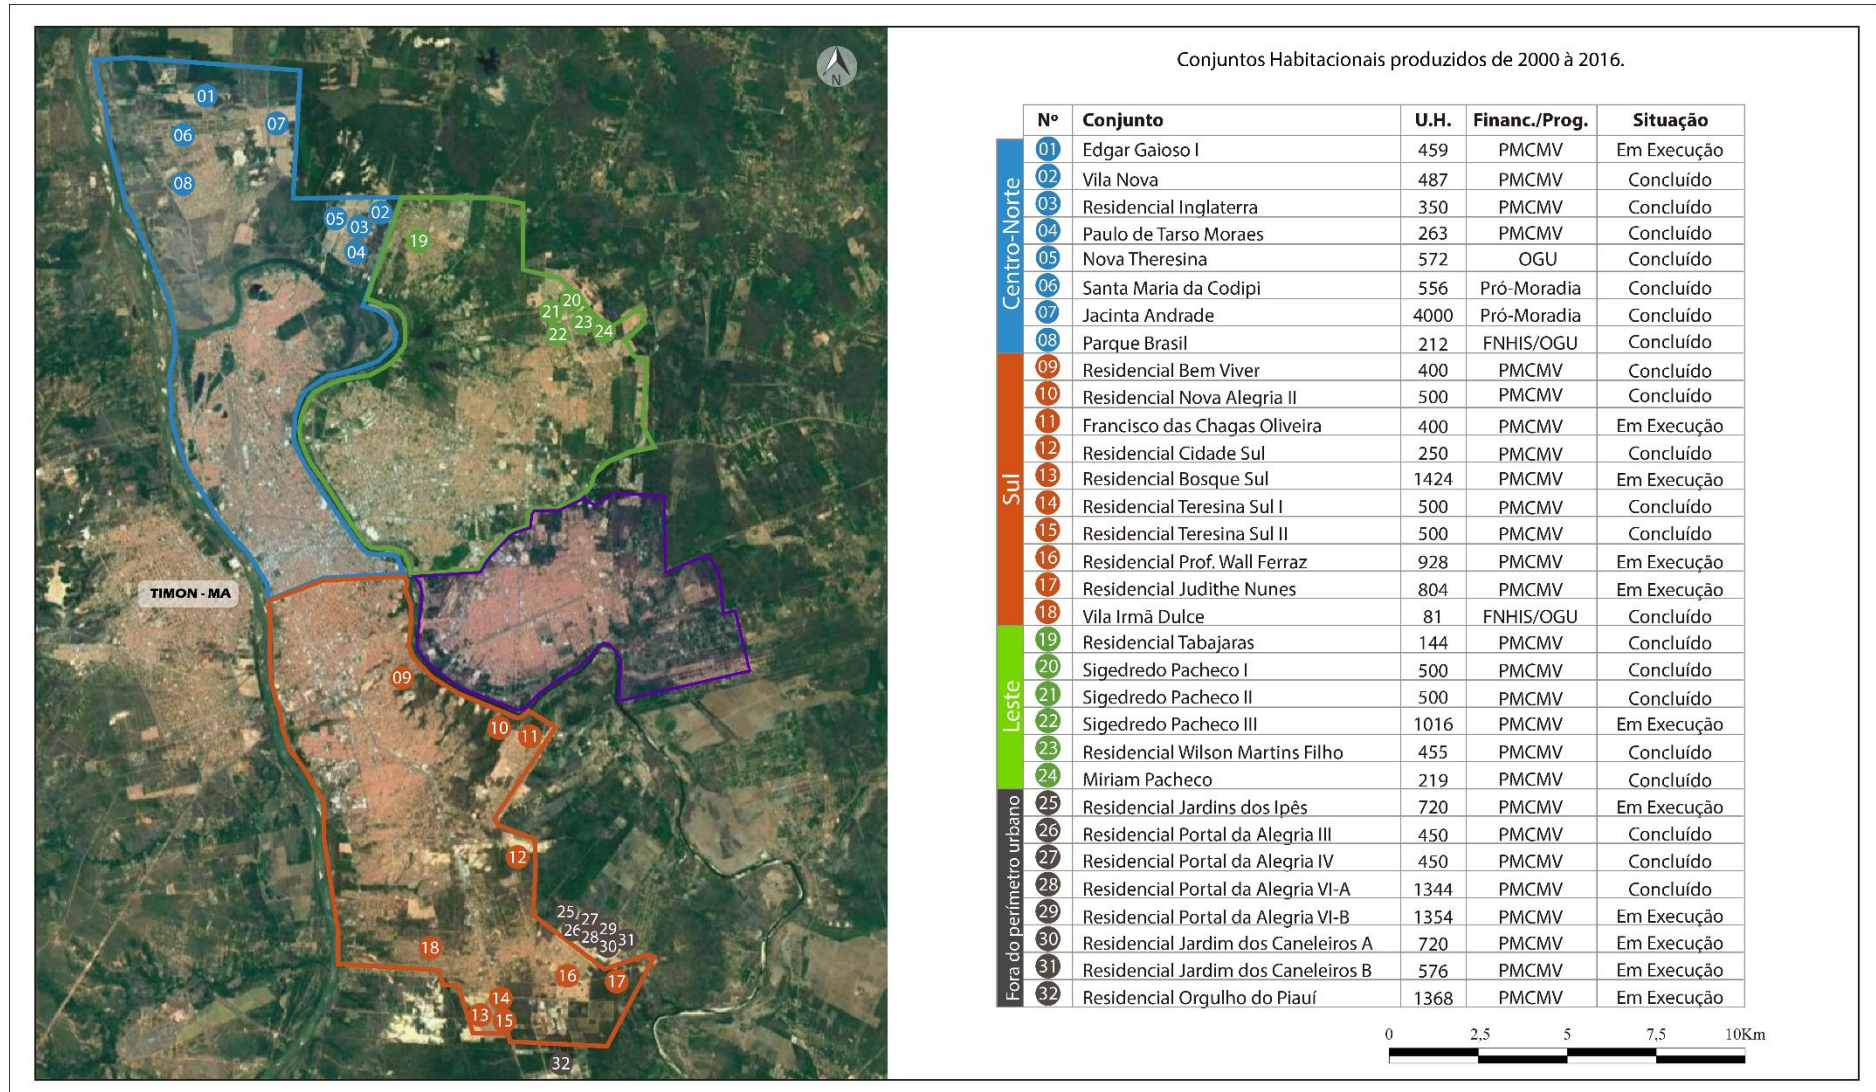 Conjuntos Habitacionais produzidos de 2000 à 2016.
Nº Conjunto U.H. Financ./Prog. Situação
Centro-Norte
01 Edgar Gaioso I 459 PMCMV Em Execução
02 Vila Nova 487 PMCMV Concluído
03 Residencial Inglaterra 350 PMCMV Concluído
04 Paulo de Tarso Moraes 263 PMCMV Concluído
05 Nova Theresina 572 OGU Concluído
06 Santa Maria da Codipi 556 Pró-Moradia Concluído
07 Jacinta Andrade 4000 Pró-Moradia Concluído
08 Parque Brasil 212 FNHIS/OGU Concluído
Sul
09 Residencial Bem Viver 400 PMCMV Concluído
10 Residencial Nova Alegria II 500 PMCMV Concluído
11 Francisco das Chagas Oliveira 400 PMCMV Em Execução
12 Residencial Cidade Sul 250 PMCMV Concluído
13 Residencial Bosque Sul 1424 PMCMV Em Execução
14 Residencial Teresina Sul I 500 PMCMV Concluído
15 Residencial Teresina Sul II 500 PMCMV Concluído
16 Residencial Prof. Wall Ferraz 928 PMCMV Em Execução
17 Residencial Judithe Nunes 804 PMCMV Em Execução
18 Vila Irmã Dulce 81 FNHIS/OGU Concluído
Leste
19 Residencial Tabajaras 144 PMCMV Concluído
20 Sigedredo Pacheco I 500 PMCMV Concluído
21 Sigedredo Pacheco II 500 PMCMV Concluído
22 Sigedredo Pacheco III 1016 PMCMV Em Execução
23 Residencial Wilson Martins Filho 455 PMCMV Concluído
24 Miriam Pacheco 219 PMCMV Concluído
Fora do perímetro urbano
25 Residencial Jardins dos Ipês 720 PMCMV Em Execução
26 Residencial Portal da Alegria III 450 PMCMV Concluído
27 Residencial Portal da Alegria IV 450 PMCMV Concluído
28 Residencial Portal da Alegria VI-A 1344 PMCMV Concluído
29 Residencial Portal da Alegria VI-B 1354 PMCMV Em Execução
30 Residencial Jardim dos Caneleiros A 720 PMCMV Em Execução
31 Residencial Jardim dos Caneleiros B 576 PMCMV Em Execução
32 Residencial Orgulho do Piauí 1368 PMCMV Em Execução
0 2,5 5 7,5 10Km
N
01
07
06
08
02
05
03
04
19
20
21
23
22
24
TIMON - MA
09
10
11
12
25
27
26
29
28
31
30
18
16
17
14
13
15
32